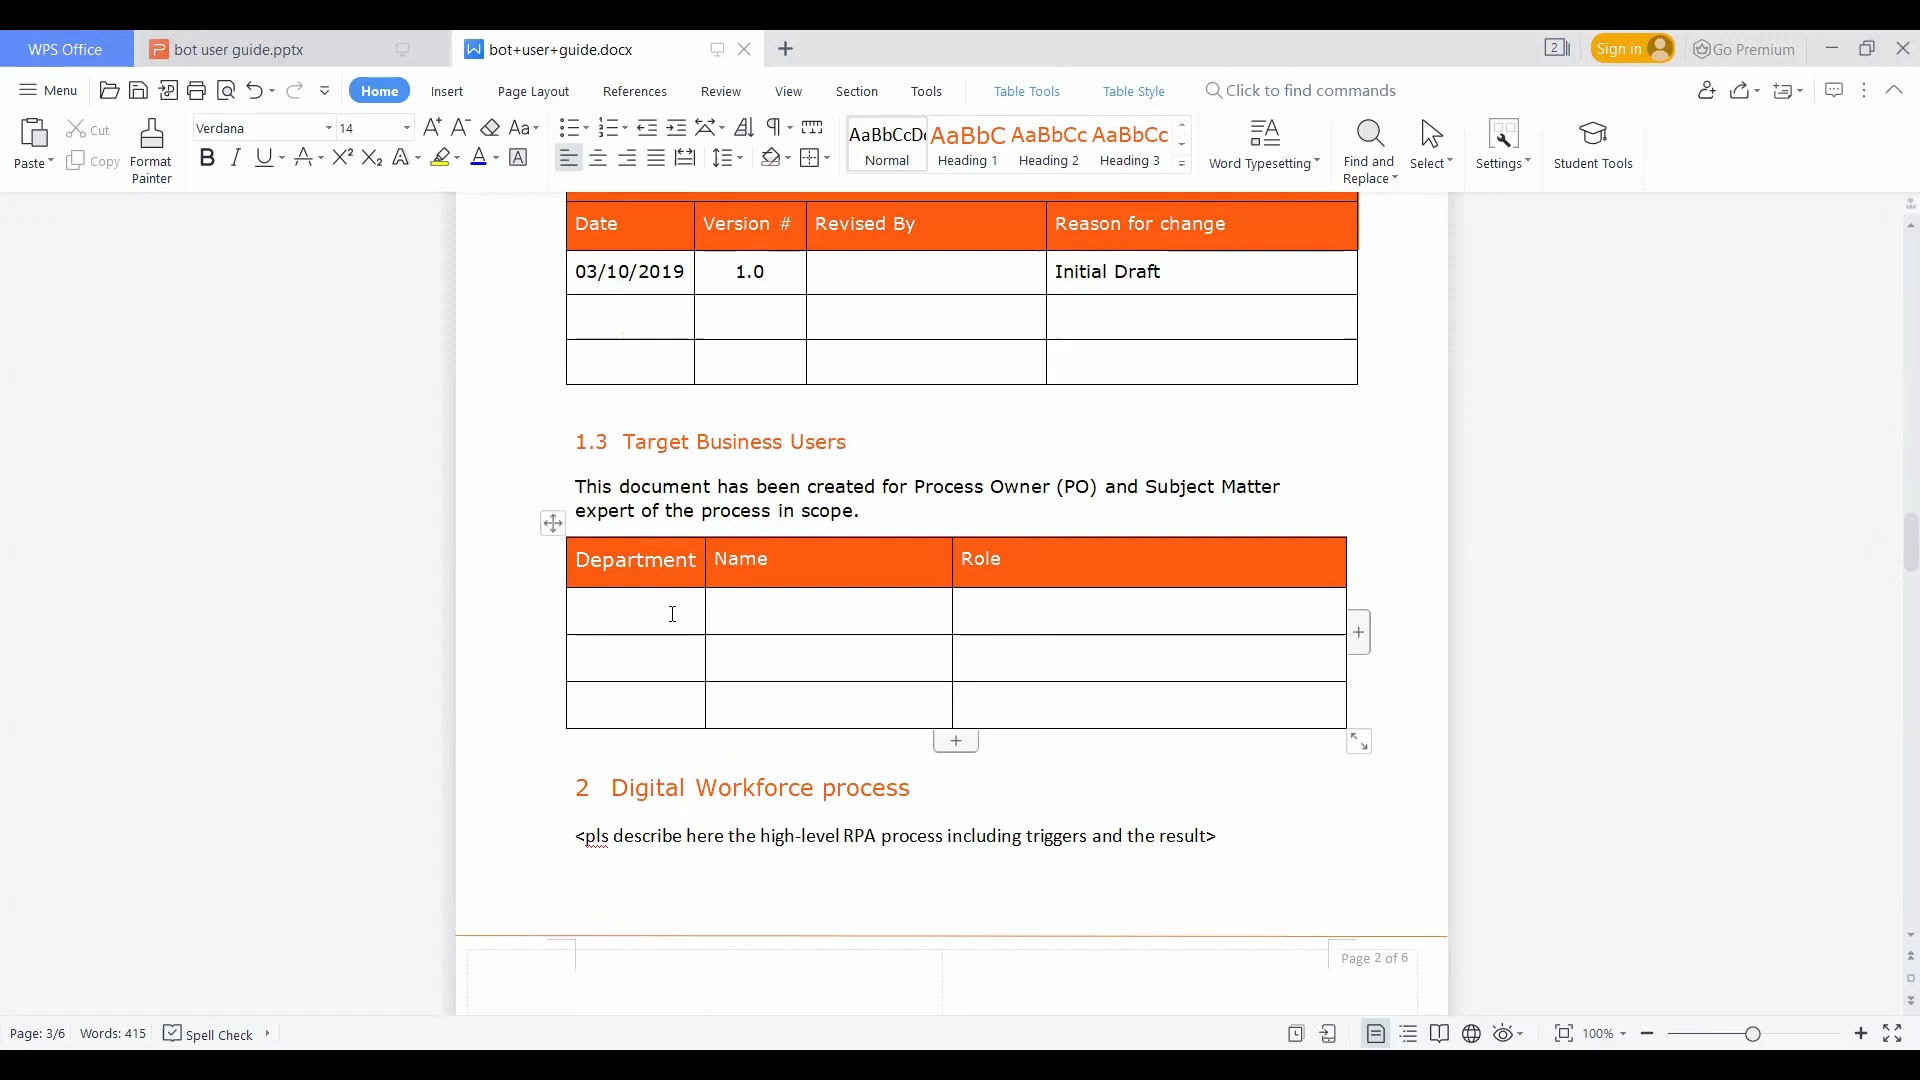 WPS Office bot user guide.pptx bot+user+guide.docx 2 Sign in Go Premium
Menu Home Insert Page Layout References Review View Section Tools Table Tools Table Style Click to find commands
Paste Cut Copy Format Painter
Verdana 14
AaBbCcD AaBbC AaBbCc AaBbCc
Normal Heading 1 Heading 2 Heading 3
Word Typesetting Find and Replace Select Settings Student Tools
Date Version # Revised By Reason for change
03/10/2019 1.0 Initial Draft
1.3 Target Business Users
This document has been created for Process Owner (PO) and Subject Matter
expert of the process in scope.
Department Name Role
2 Digital Workforce process
<pls describe here the high-level RPA process including triggers and the result>
Page 2 of 6
Page: 3/6 Words: 415 Spell Check 100%